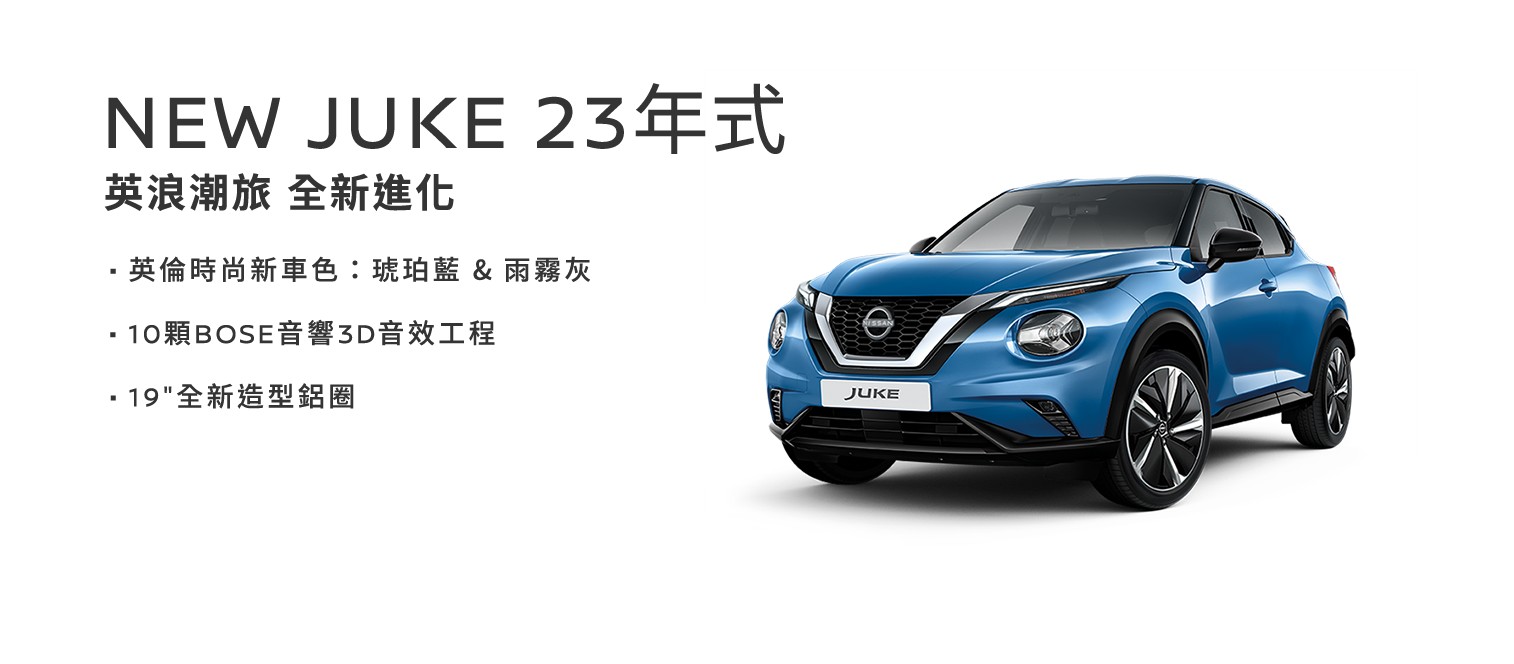 NEW JUKE 23年式
英浪潮旅 全新進化
▪ 英倫時尚新車色：琥珀藍 & 雨霧灰
▪ 10顆BOSE音響3D音效工程
▪ 19"全新造型鋁圈
NISSAN
JUKE